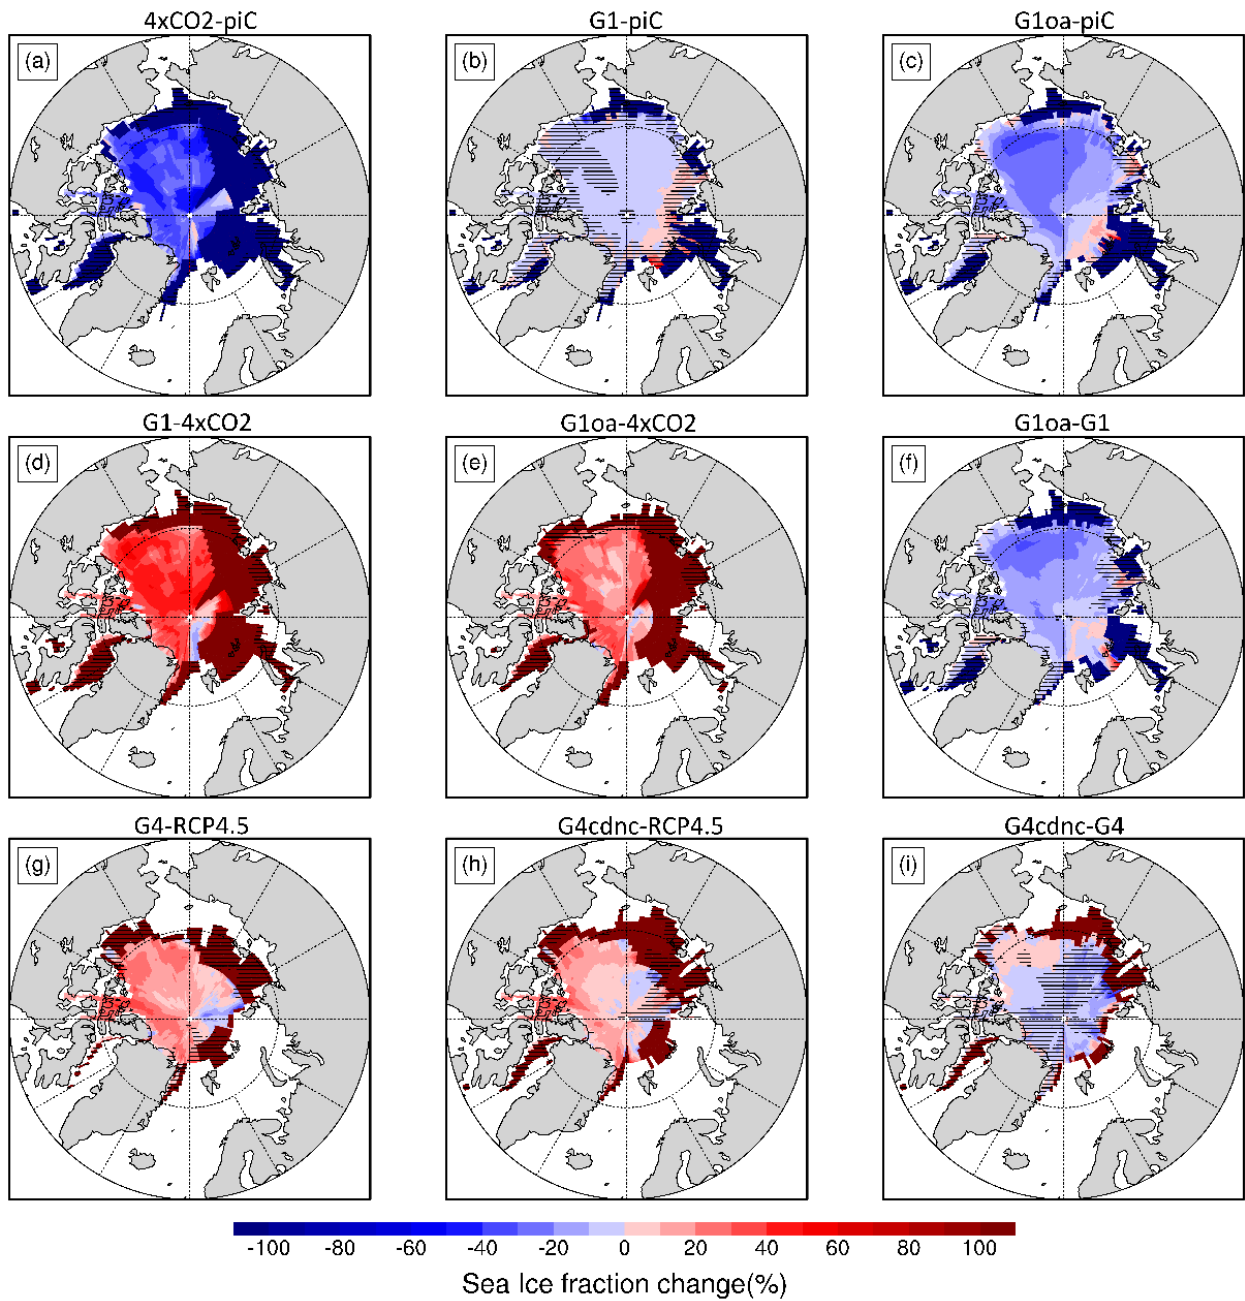 4xCO2-piC
G1-piC
G1oa-piC
(a)
(b)
(c)
G1-4xCO2
G1oa-4xCO2
G1oa-G1
(d)
(e)
(f)
G4-RCP4.5
G4cdnc-RCP4.5
G4cdnc-G4
(g)
(h)
(i)
-100 -80 -60 -40 -20 0 20 40 60 80 100
Sea Ice fraction change(%)